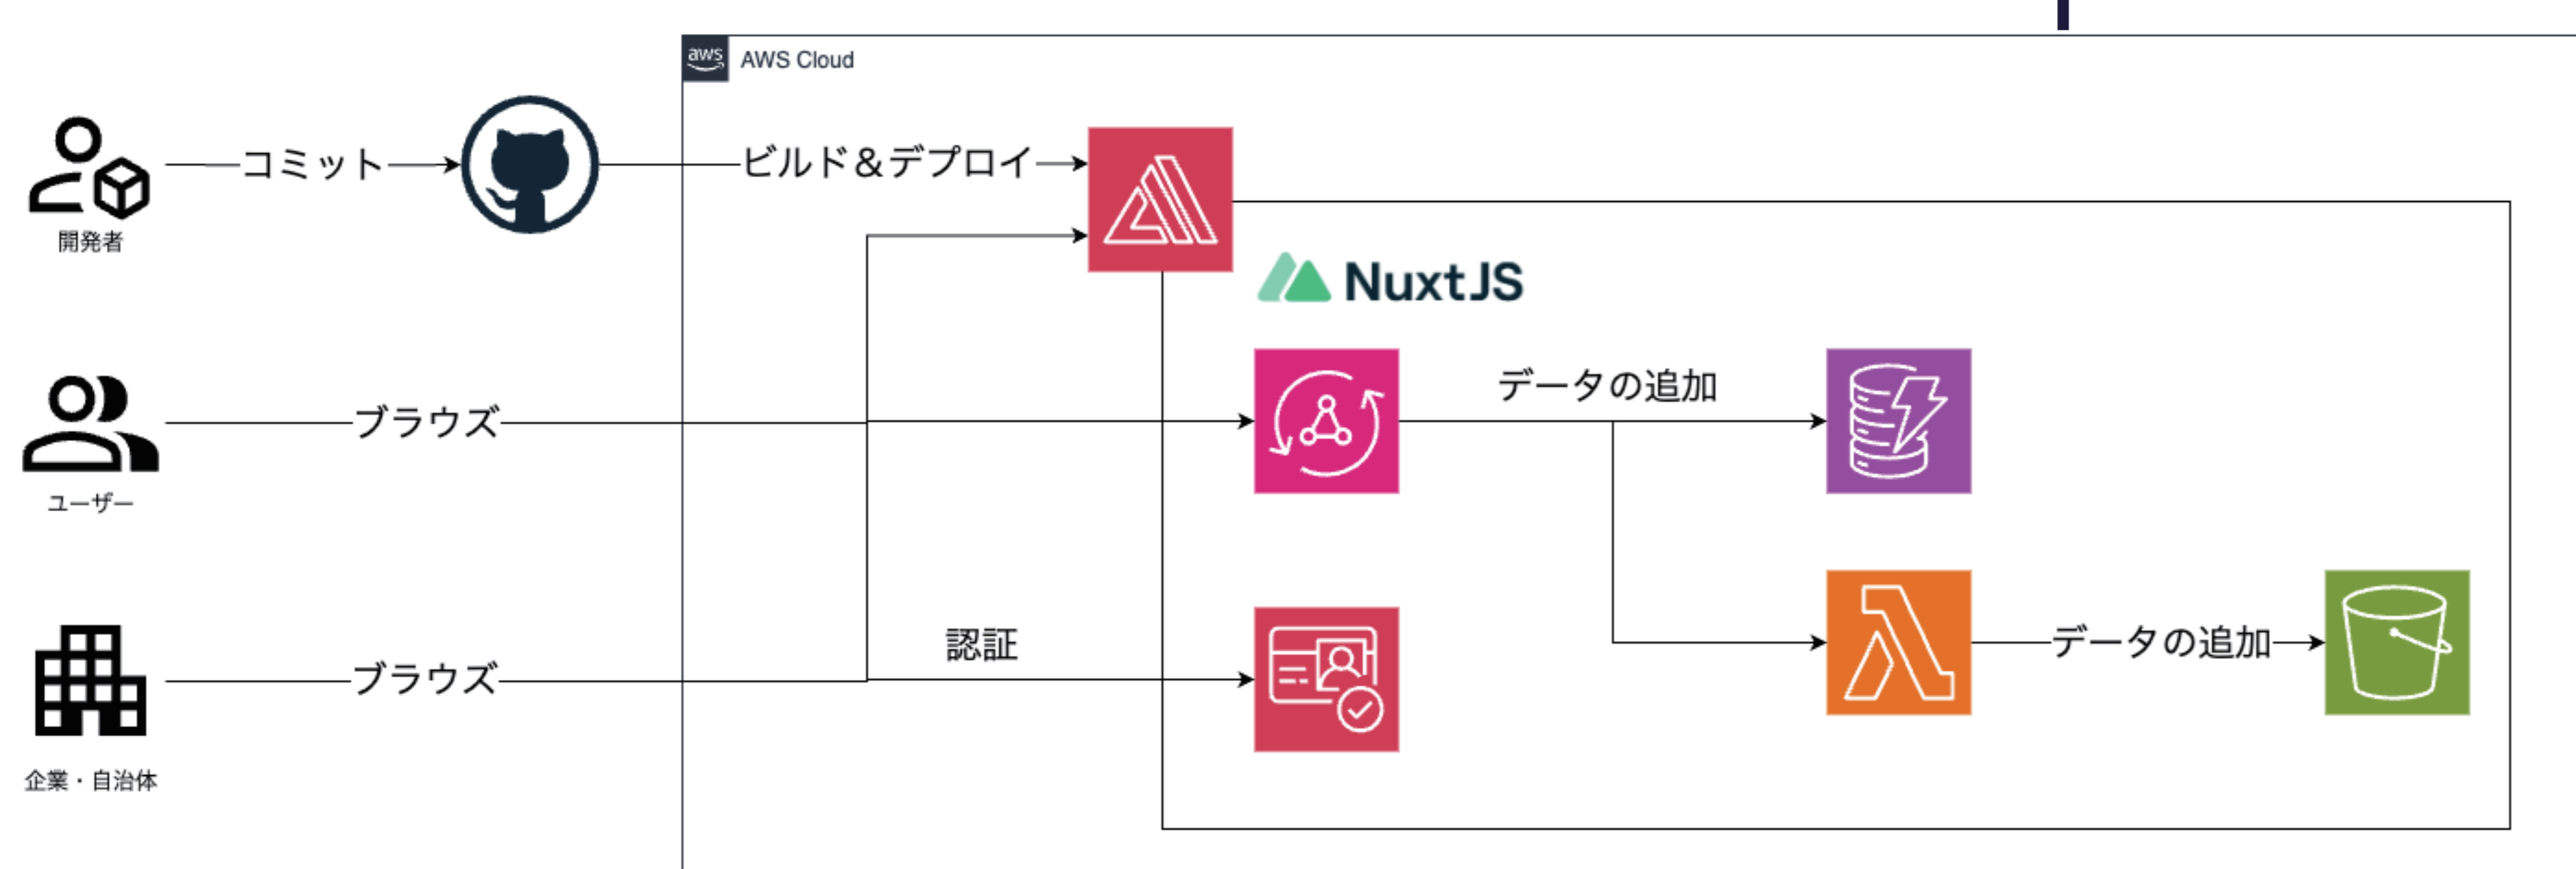 aws
AWS Cloud
コミット
ビルド＆デプロイ
開発者
NuxtJS
データの追加
ブラウズ
ユーザー
認証
データの追加
ブラウズ
企業・自治体